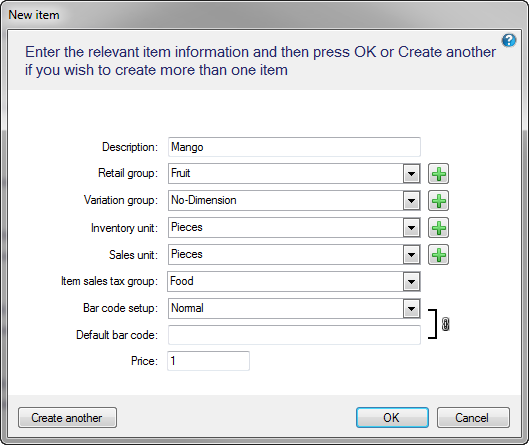 New item
Enter the relevant item information and then press OK or Create another
if you wish to create more than one item
?
Description: Mango
Retail group: Fruit
Variation group: No-Dimension
Inventory unit: Pieces
Sales unit: Pieces
Item sales tax group: Food
Bar code setup: Normal
Default bar code:
Price: 1
Create another OK Cancel